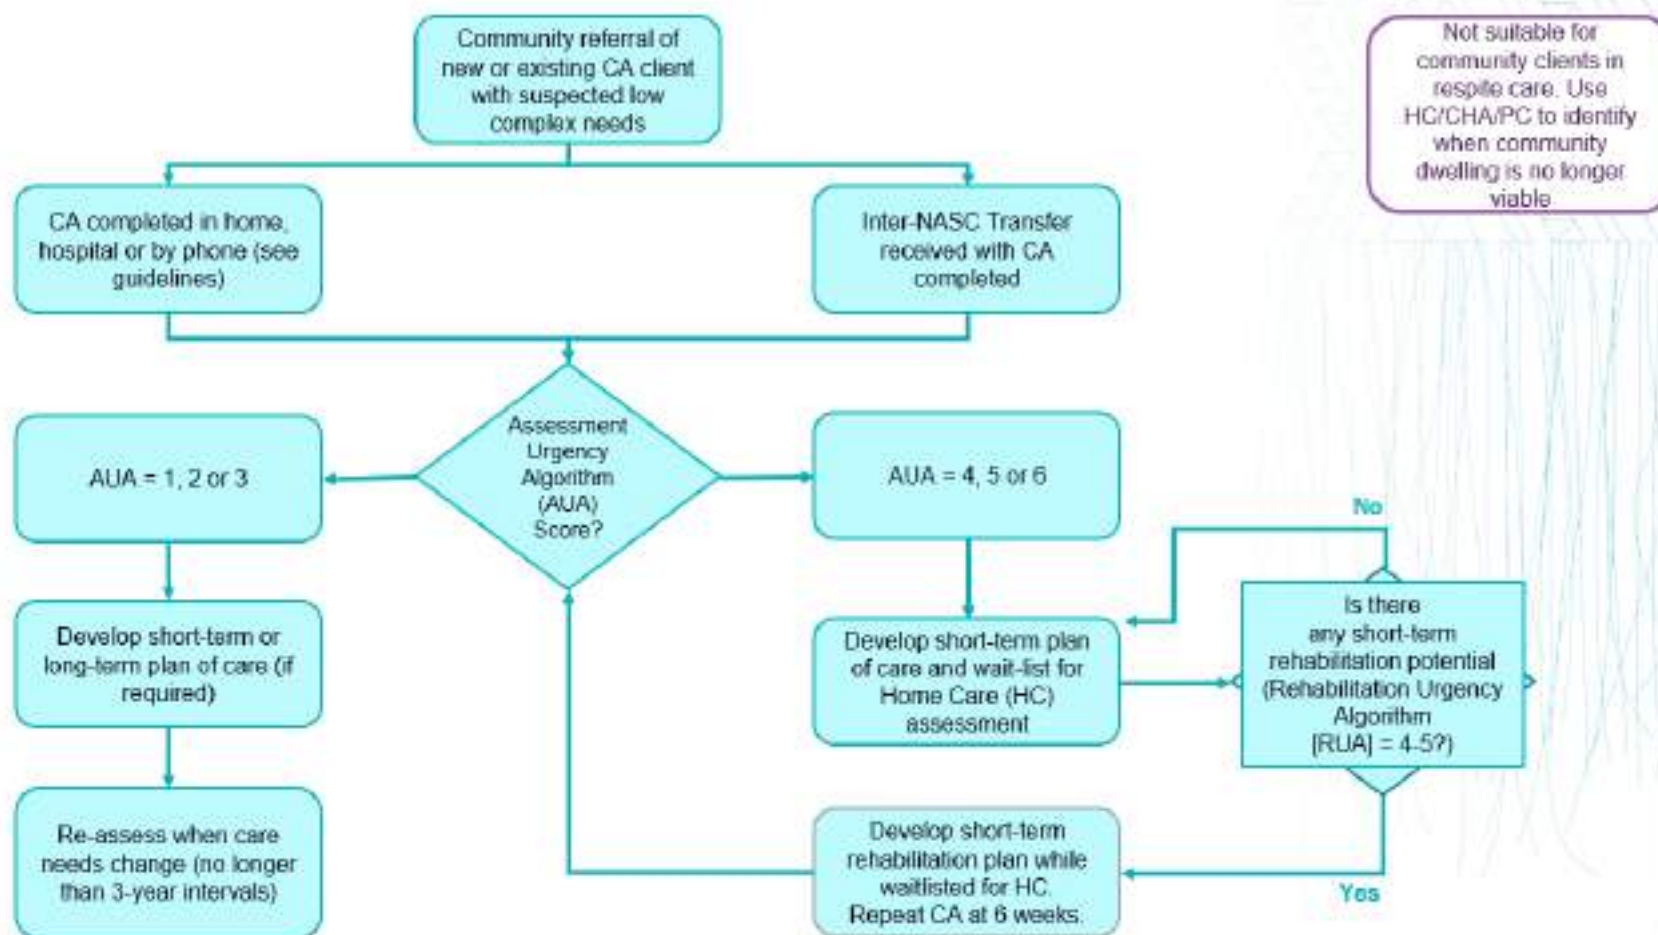 Community referral of
new or existing CA client
with suspected low
complex needs
Not suitable for
community clients in
respite care. Use
HC/CHA/PC to identify
when community
dwelling is no longer
viable
CA completed in home,
hospital or by phone (see
guidelines)
Inter-NASC Transfer
received with CA
completed
Assessment
Urgency
Algorithm
(AUA)
Score?
AUA = 1, 2 or 3
AUA = 4, 5 or 6
No
Develop short-term or
long-term plan of care (if
required)
Develop short-term plan
of care and wait-list for
Home Care (HC)
assessment
Is there
any short-term
rehabilitation potential
(Rehabilitation Urgency
Algorithm
[RUA] = 4-5?)
Re-assess when care
needs change (no longer
than 3-year intervals)
Develop short-term
rehabilitation plan while
waitlisted for HC.
Repeat CA at 6 weeks.
Yes